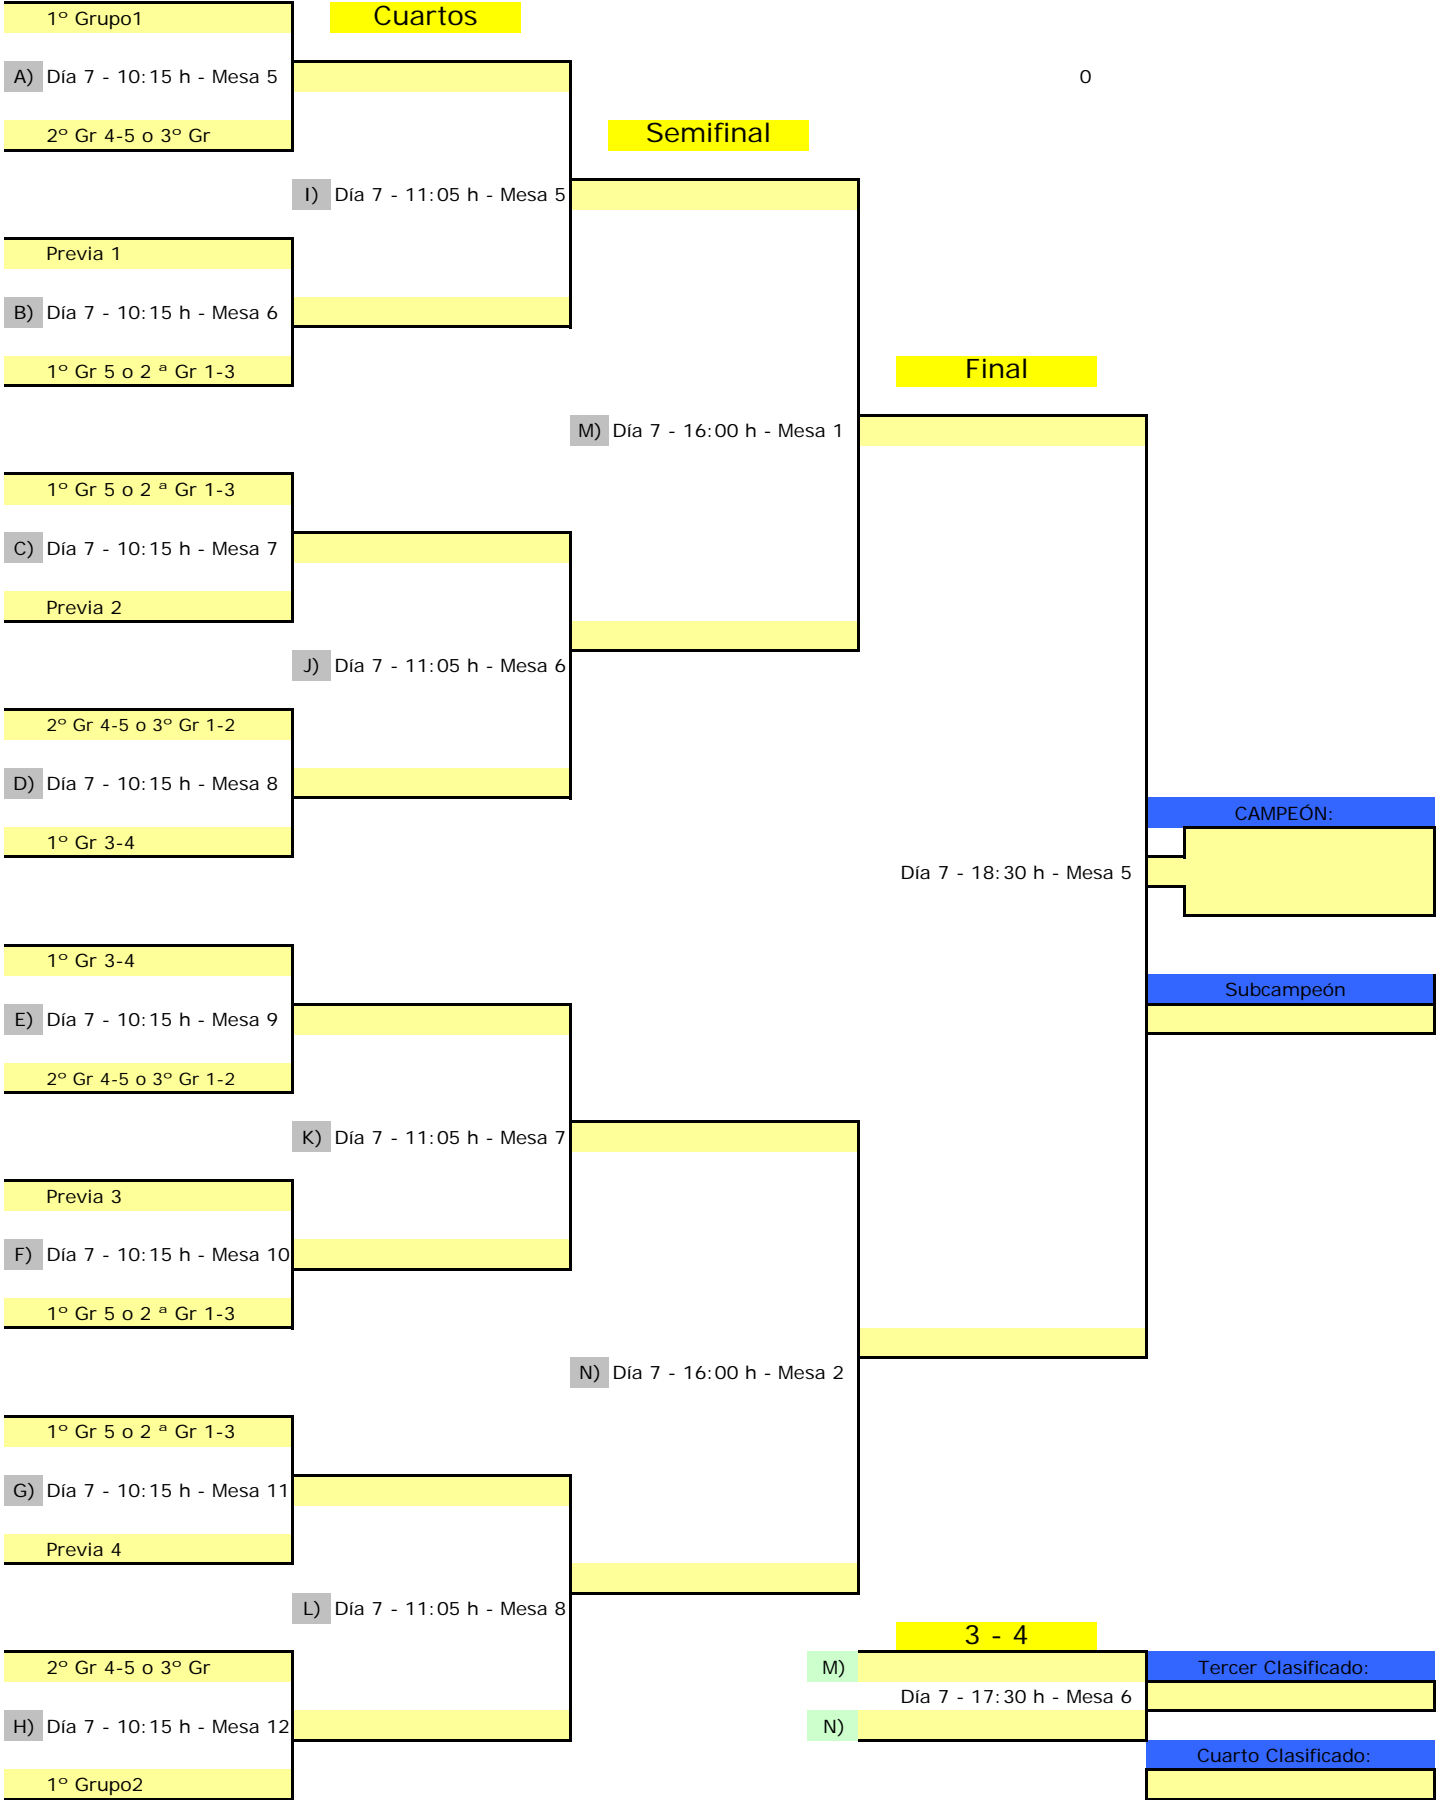 1º Grupo1
Cuartos
A) Día 7 - 10:15 h - Mesa 5
0
2º Gr 4-5 o 3º Gr
Semifinal
I) Día 7 - 11:05 h - Mesa 5
Previa 1
B) Día 7 - 10:15 h - Mesa 6
1º Gr 5 o 2 ª Gr 1-3
Final
M) Día 7 - 16:00 h - Mesa 1
1º Gr 5 o 2 ª Gr 1-3
C) Día 7 - 10:15 h - Mesa 7
Previa 2
J) Día 7 - 11:05 h - Mesa 6
2º Gr 4-5 o 3º Gr 1-2
D) Día 7 - 10:15 h - Mesa 8
CAMPEÓN:
1º Gr 3-4
Día 7 - 18:30 h - Mesa 5
1º Gr 3-4
Subcampeón
E) Día 7 - 10:15 h - Mesa 9
2º Gr 4-5 o 3º Gr 1-2
K) Día 7 - 11:05 h - Mesa 7
Previa 3
F) Día 7 - 10:15 h - Mesa 10
1º Gr 5 o 2 ª Gr 1-3
N) Día 7 - 16:00 h - Mesa 2
1º Gr 5 o 2 ª Gr 1-3
G) Día 7 - 10:15 h - Mesa 11
Previa 4
L) Día 7 - 11:05 h - Mesa 8
3 - 4
2º Gr 4-5 o 3º Gr
M)
Tercer Clasificado:
Día 7 - 17:30 h - Mesa 6
H) Día 7 - 10:15 h - Mesa 12
N)
Cuarto Clasificado:
1º Grupo2